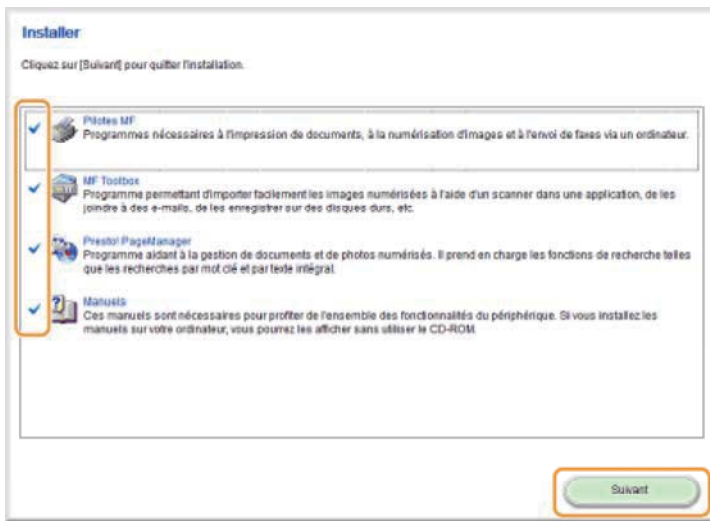 Installer
Cliquez sur [Suivant] pour quitter l'installation.
Pilotes MF
Programmes nécessaires à l'impression de documents, à la numérisation d'images et à l'envoi de faxes via un ordinateur.
MF Toolbox
Programme permettant d'importer facilement les images numérisées à l'aide d'un scanner dans une application, de les
joindre à des e-mails, de les enregistrer sur des disques durs, etc.
Presto! PageManager
Programme aidant à la gestion de documents et de photos numérisés. Il prend en charge les fonctions de recherche telles
que les recherches par mot clé et par texte intégral.
Manuels
Ces manuels sont nécessaires pour profiter de l'ensemble des fonctionnalités du périphérique. Si vous installez les
manuels sur votre ordinateur, vous pourrez les afficher sans utiliser le CD-ROM.
Suivant